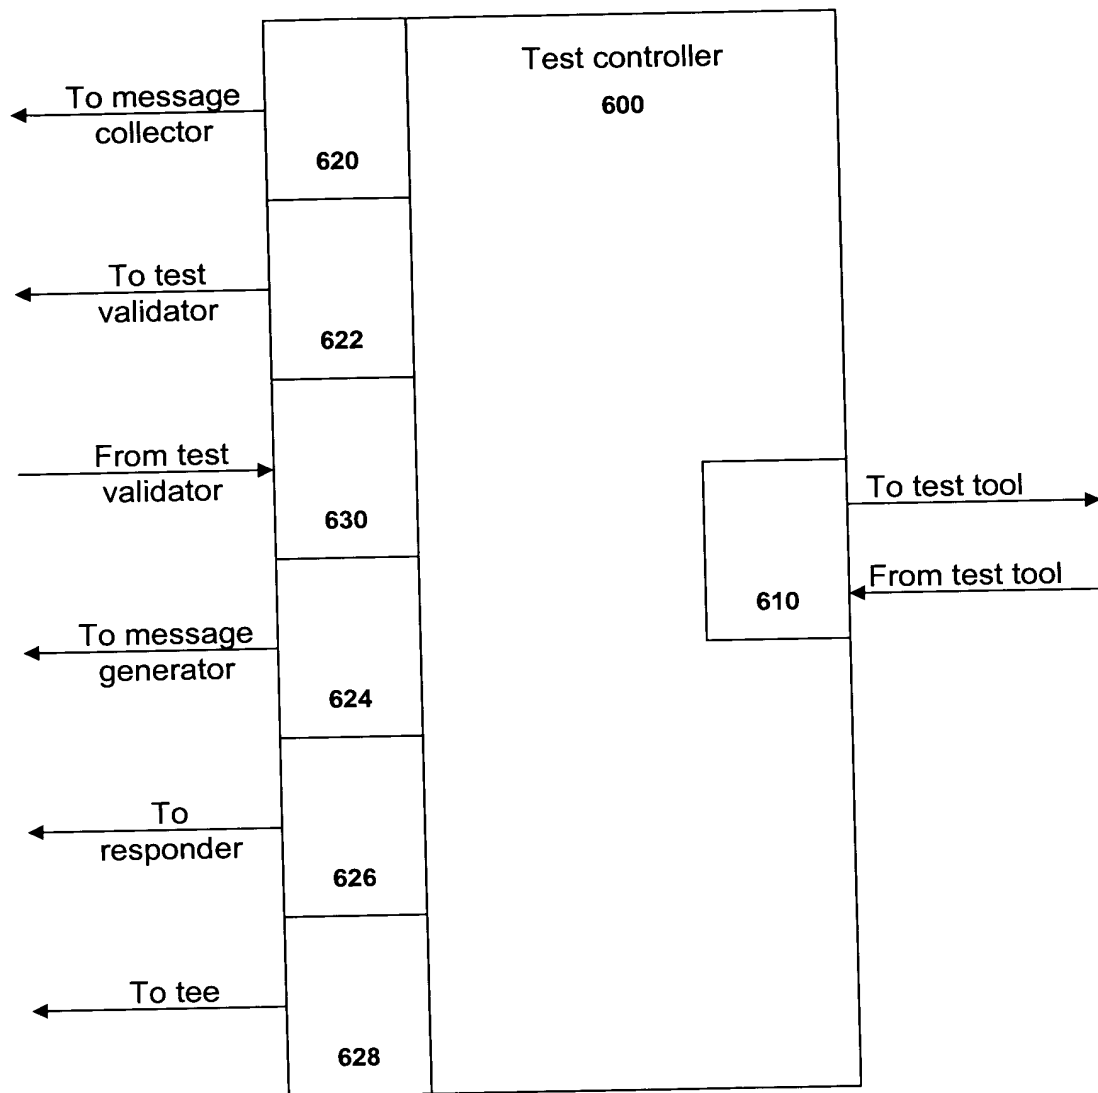 Test controller
600
To message
collector
620
To test
validator
622
From test
validator
630
To test tool
From test tool
610
To message
generator
624
To
responder
626
To tee
628